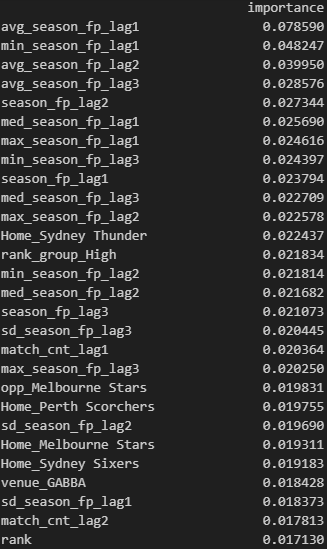 importance
avg_season_fp_lag1 0.078590
min_season_fp_lag1 0.048247
avg_season_fp_lag2 0.039950
avg_season_fp_lag3 0.028576
season_fp_lag2 0.027344
med_season_fp_lag1 0.025690
max_season_fp_lag1 0.024616
min_season_fp_lag3 0.024397
season_fp_lag1 0.023794
med_season_fp_lag3 0.022709
max_season_fp_lag2 0.022578
Home_Sydney Thunder 0.022437
rank_group_High 0.021834
min_season_fp_lag2 0.021814
med_season_fp_lag2 0.021682
season_fp_lag3 0.021073
sd_season_fp_lag3 0.020445
match_cnt_lag1 0.020364
max_season_fp_lag3 0.020250
opp_Melbourne Stars 0.019831
Home_Perth Scorchers 0.019755
sd_season_fp_lag2 0.019690
Home_Melbourne Stars 0.019311
Home_Sydney Sixers 0.019183
venue_GABBA 0.018428
sd_season_fp_lag1 0.018373
match_cnt_lag2 0.017813
rank 0.017130